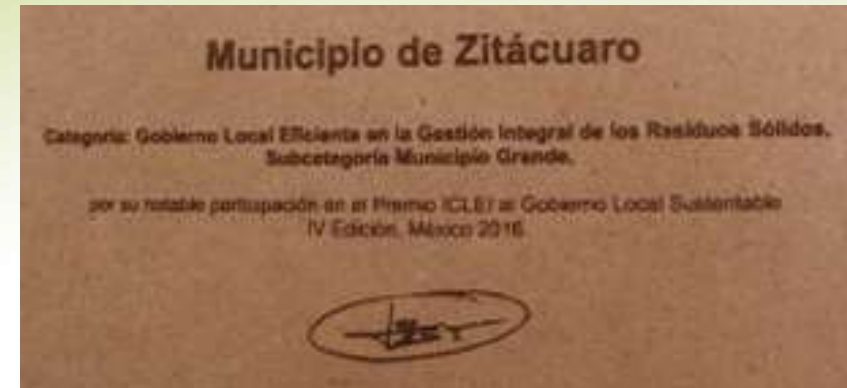 Municipio de Zitácuaro
Categoría: Gobierno Local Eficiente en la Gestión Integral de los Residuos Sólidos,
Subcategoría Municipio Grande,
por su notable participación en el Premio ICLEI al Gobierno Local Sustentable
IV Edición, México 2016